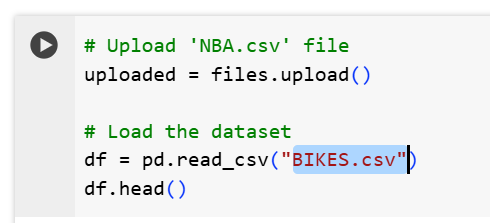 # Upload 'NBA.csv' file
uploaded = files.upload()
# Load the dataset
df = pd.read_csv("BIKES.csv")
df.head()